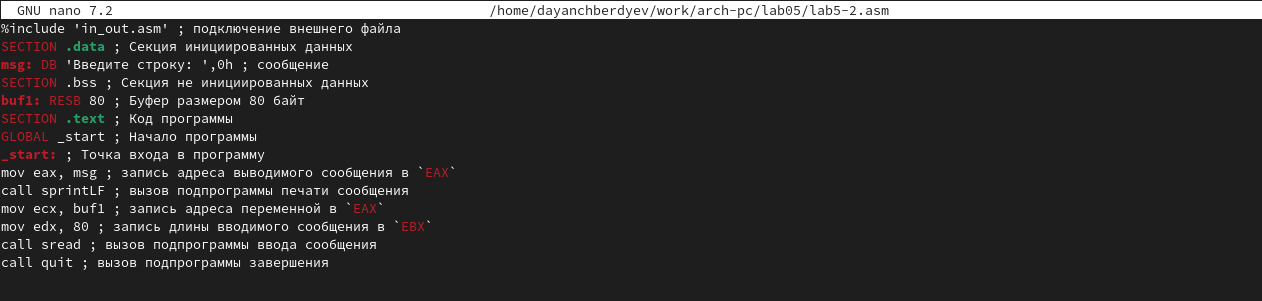 GNU nano 7.2 /home/dayanchberdyev/work/arch-pc/lab05/lab5-2.asm
%include 'in_out.asm' ; подключение внешнего файла
SECTION .data ; Секция инициированных данных
msg: DB 'Введите строку: ',0h ; сообщение
SECTION .bss ; Секция не инициированных данных
buf1: RESB 80 ; Буфер размером 80 байт
SECTION .text ; Код программы
GLOBAL _start ; Начало программы
_start: ; Точка входа в программу
mov eax, msg ; запись адреса выводимого сообщения в `EAX`
call sprintLF ; вызов подпрограммы печати сообщения
mov ecx, buf1 ; запись адреса переменной в `EAX`
mov edx, 80 ; запись длины вводимого сообщения в `EBX`
call sread ; вызов подпрограммы ввода сообщения
call quit ; вызов подпрограммы завершения